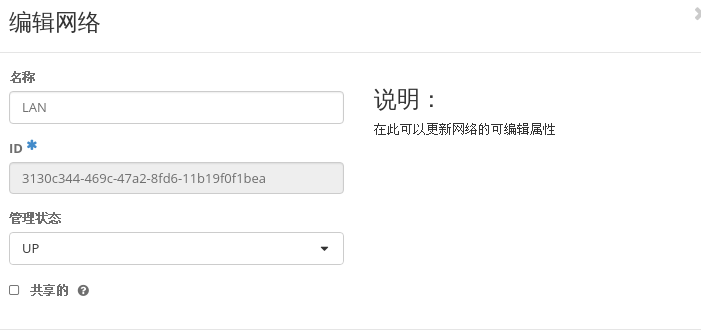 编辑网络
名称
LAN
ID
3130c344-469c-47a2-8fd6-11b19f0f1bea
管理状态
UP
共享的
说明：
在此可以更新网络的可编辑属性